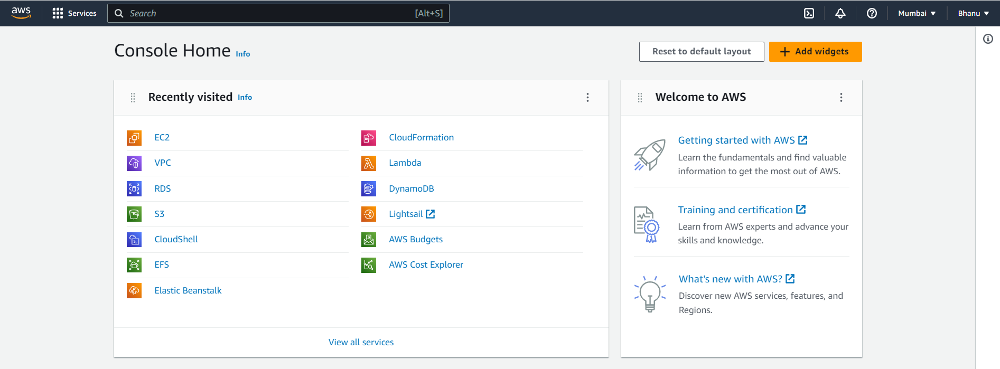 aws
Services
Search [Alt+S]
Mumbai
Bhanu
Console Home Info
Reset to default layout
Add widgets
Recently visited Info
EC2
VPC
RDS
S3
CloudShell
EFS
Elastic Beanstalk
CloudFormation
Lambda
DynamoDB
Lightsail
AWS Budgets
AWS Cost Explorer
View all services
Welcome to AWS
Getting started with AWS
Learn the fundamentals and find valuable
information to get the most out of AWS.
Training and certification
Learn from AWS experts and advance your
skills and knowledge.
What's new with AWS?
Discover new AWS services, features, and
Regions.